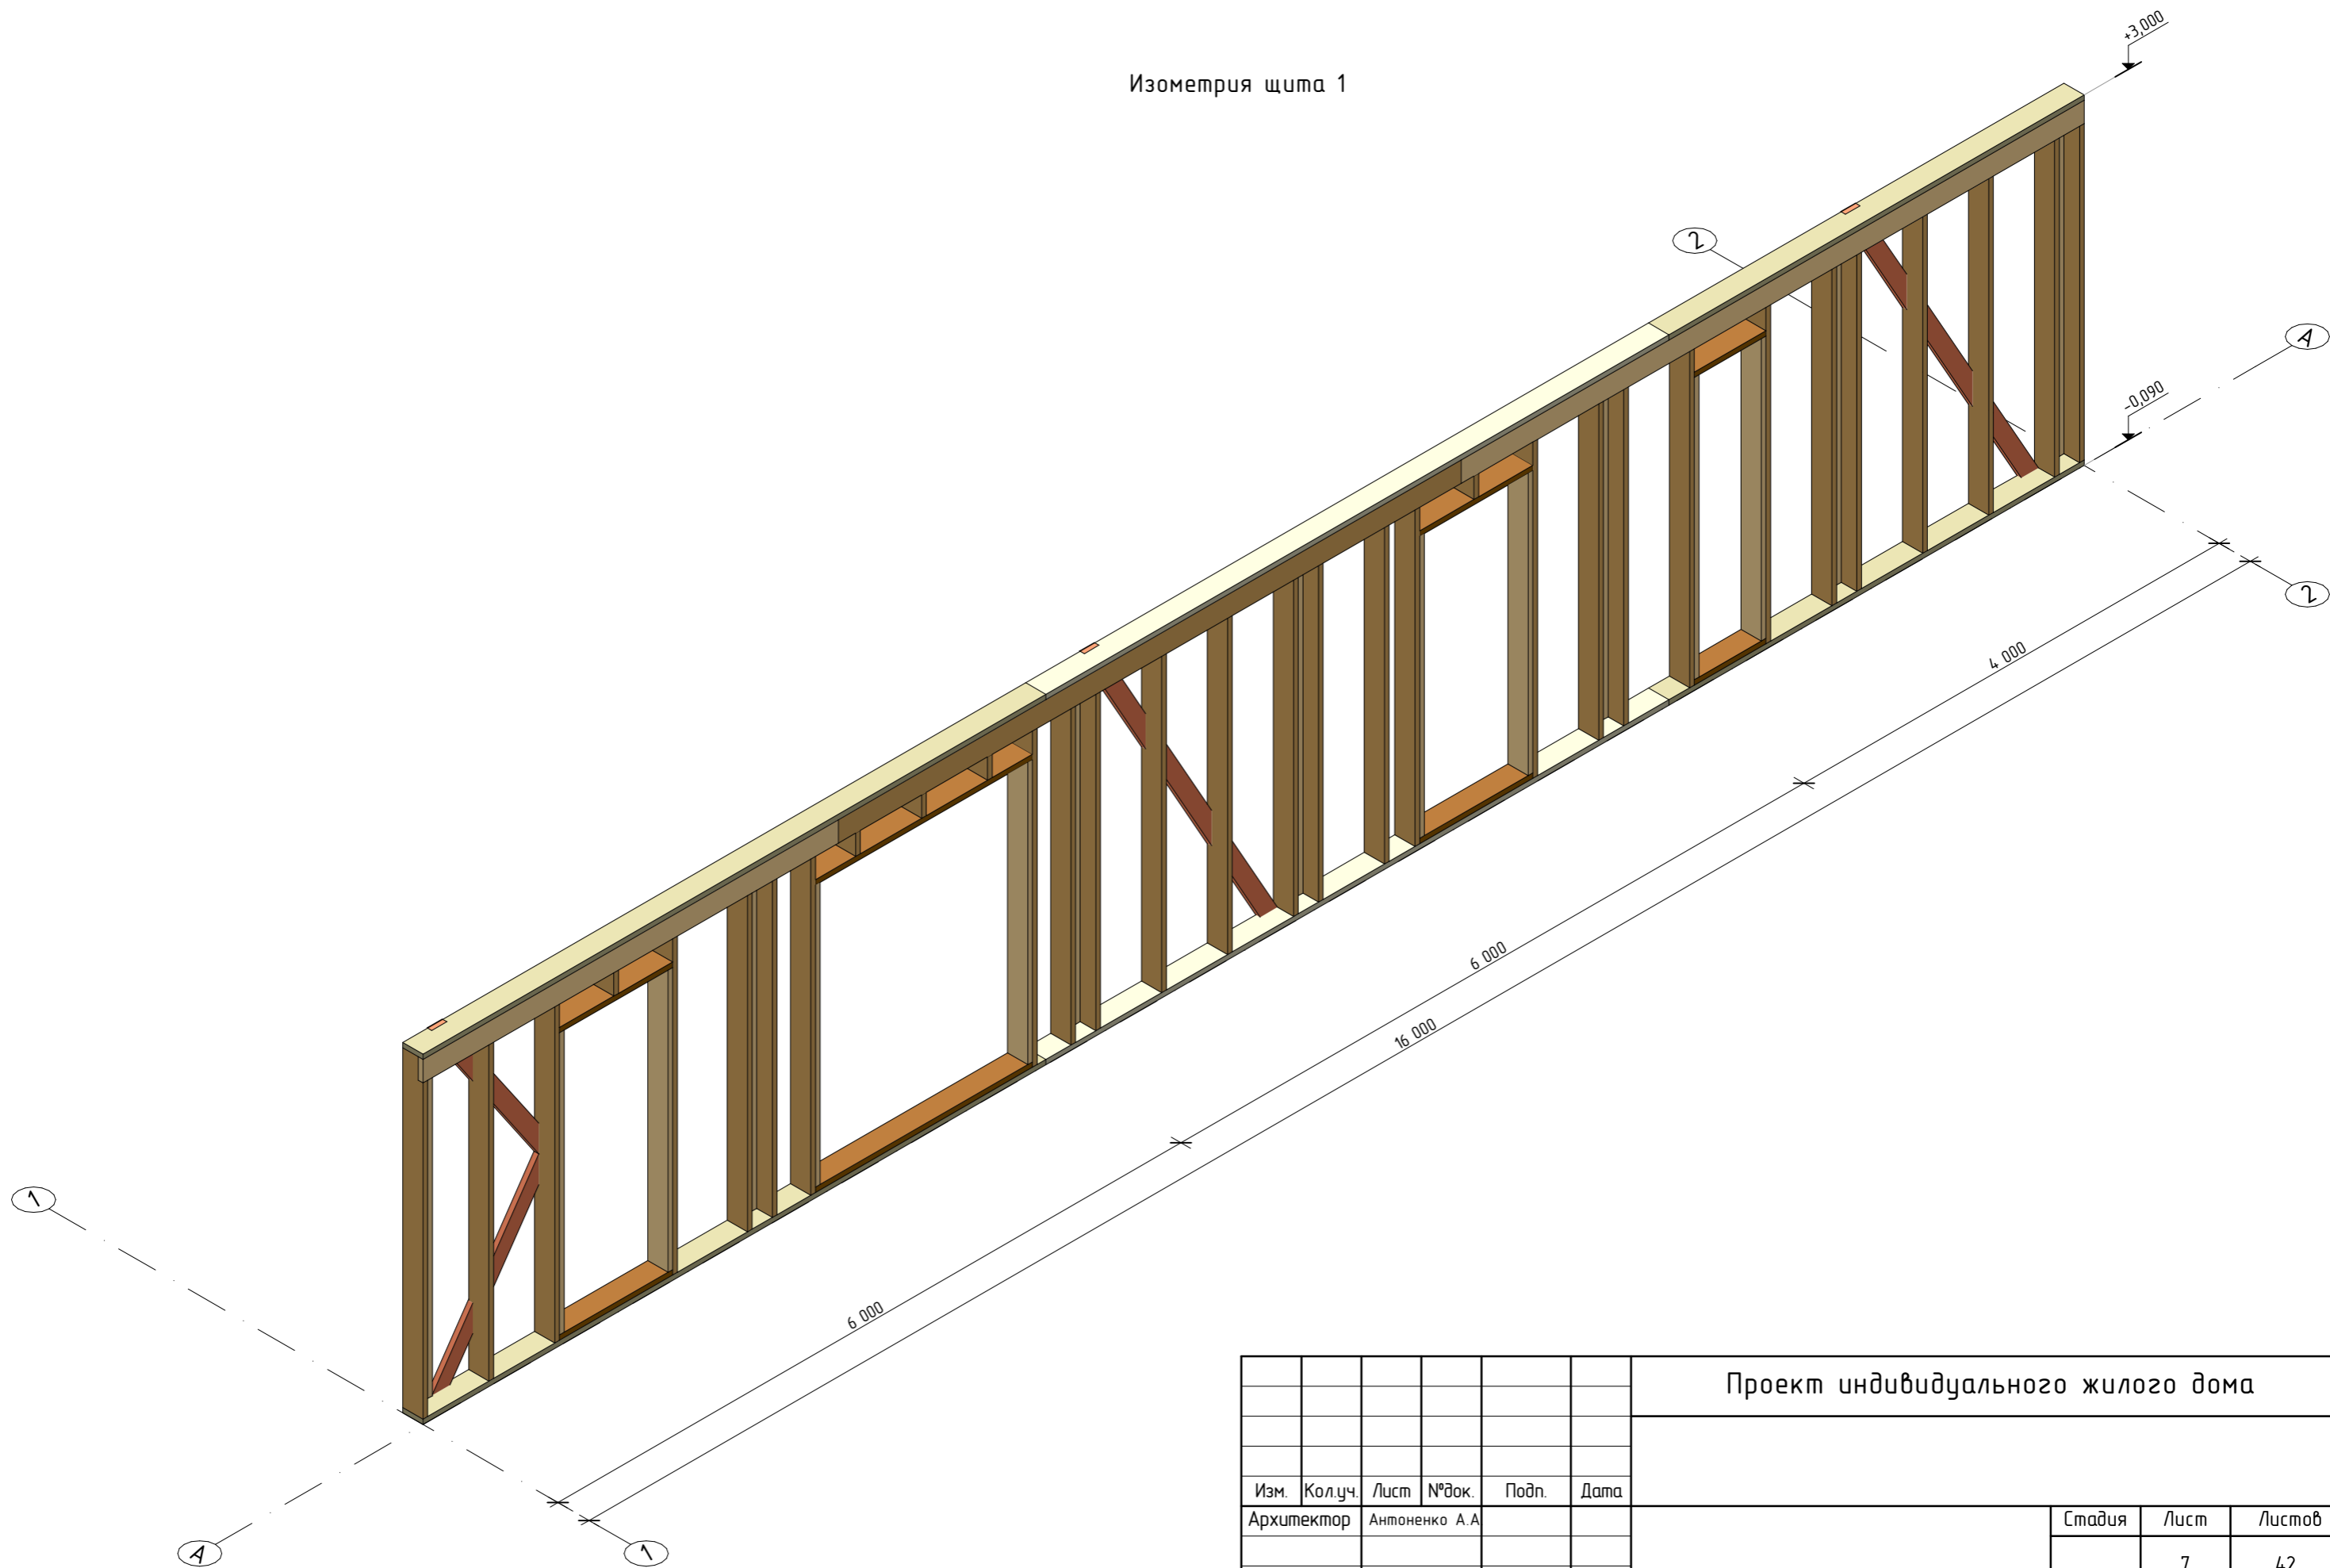 Изометрия щита 1
+3,000
2
А
-0,090
2
4 000
6 000
16 000
6 000
1
А
1
Проект индивидуального жилого дома
Изм. Кол.уч. Лист №док. Подп. Дата
Архитектор Антоненко А.А
Стадия Лист Листов
7 42